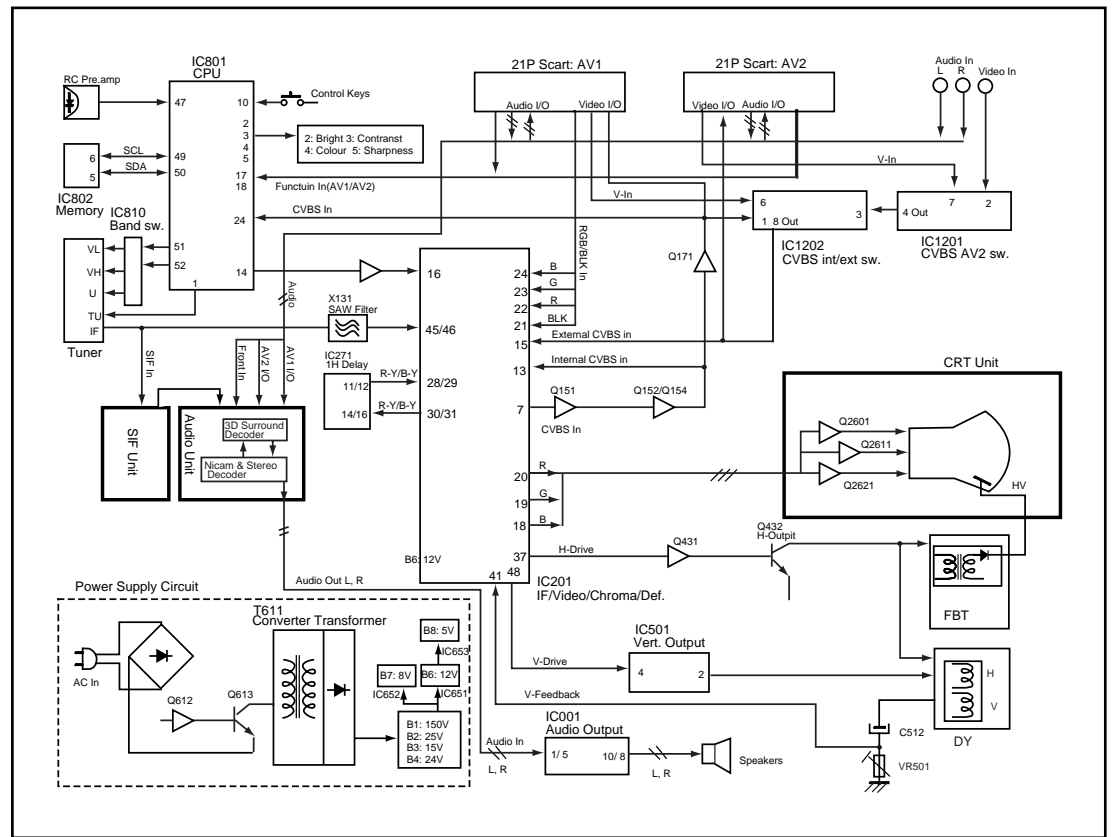 IC801
CPU
RC Pre.amp
47
10
Control Keys
2
3
4
5
2: Bright 3: Contranst
4: Colour 5: Sharpness
6
5
SCL
SDA
49
50
17
18
Functuin In(AV1/AV2)
IC802
Memory
IC810
Band sw.
24
CVBS In
VL
VH
U
TU
IF
Tuner
51
52
1
14
21P Scart: AV1
Audio I/O
Video I/O
21P Scart: AV2
Video I/O
Audio I/O
Audio In
L
R
Video In
V-In
V-In
6
1
8 Out
3
IC1202
CVBS int/ext sw.
7
4 Out
2
IC1201
CVBS AV2 sw.
RGB/BLK In
Q171
Audio
X131
SAW Filter
16
45/46
IC271
1H Delay
11/12
14/16
R-Y/B-Y
R-Y/B-Y
28/29
30/31
24
B
23
G
22
R
21
BLK
15
External CVBS in
13
Internal CVBS in
7
Q151
Q152/Q154
CVBS In
SIF In
Front In
AV2 I/O
AV1 I/O
SIF Unit
Audio Unit
3D Surround
Decoder
Nicam & Stereo
Decoder
20
R
19
G
18
B
37
H-Drive
Q431
Q432
H-Outpit
B6: 12V
41
48
IC201
IF/Video/Chroma/Def.
CRT Unit
Q2601
Q2611
Q2621
HV
FBT
Audio Out L, R
Power Supply Circuit
AC In
Q612
Q613
T611
Converter Transformer
B8: 5V
IC653
B7: 8V
B6: 12V
IC652
IC651
B1: 150V
B2: 25V
B3: 15V
B4: 24V
V-Drive
IC501
Vert. Output
4
2
V-Feedback
IC001
Audio Output
Audio In
L, R
1/ 5
10/ 8
L, R
Speakers
H
V
DY
C512
VR501